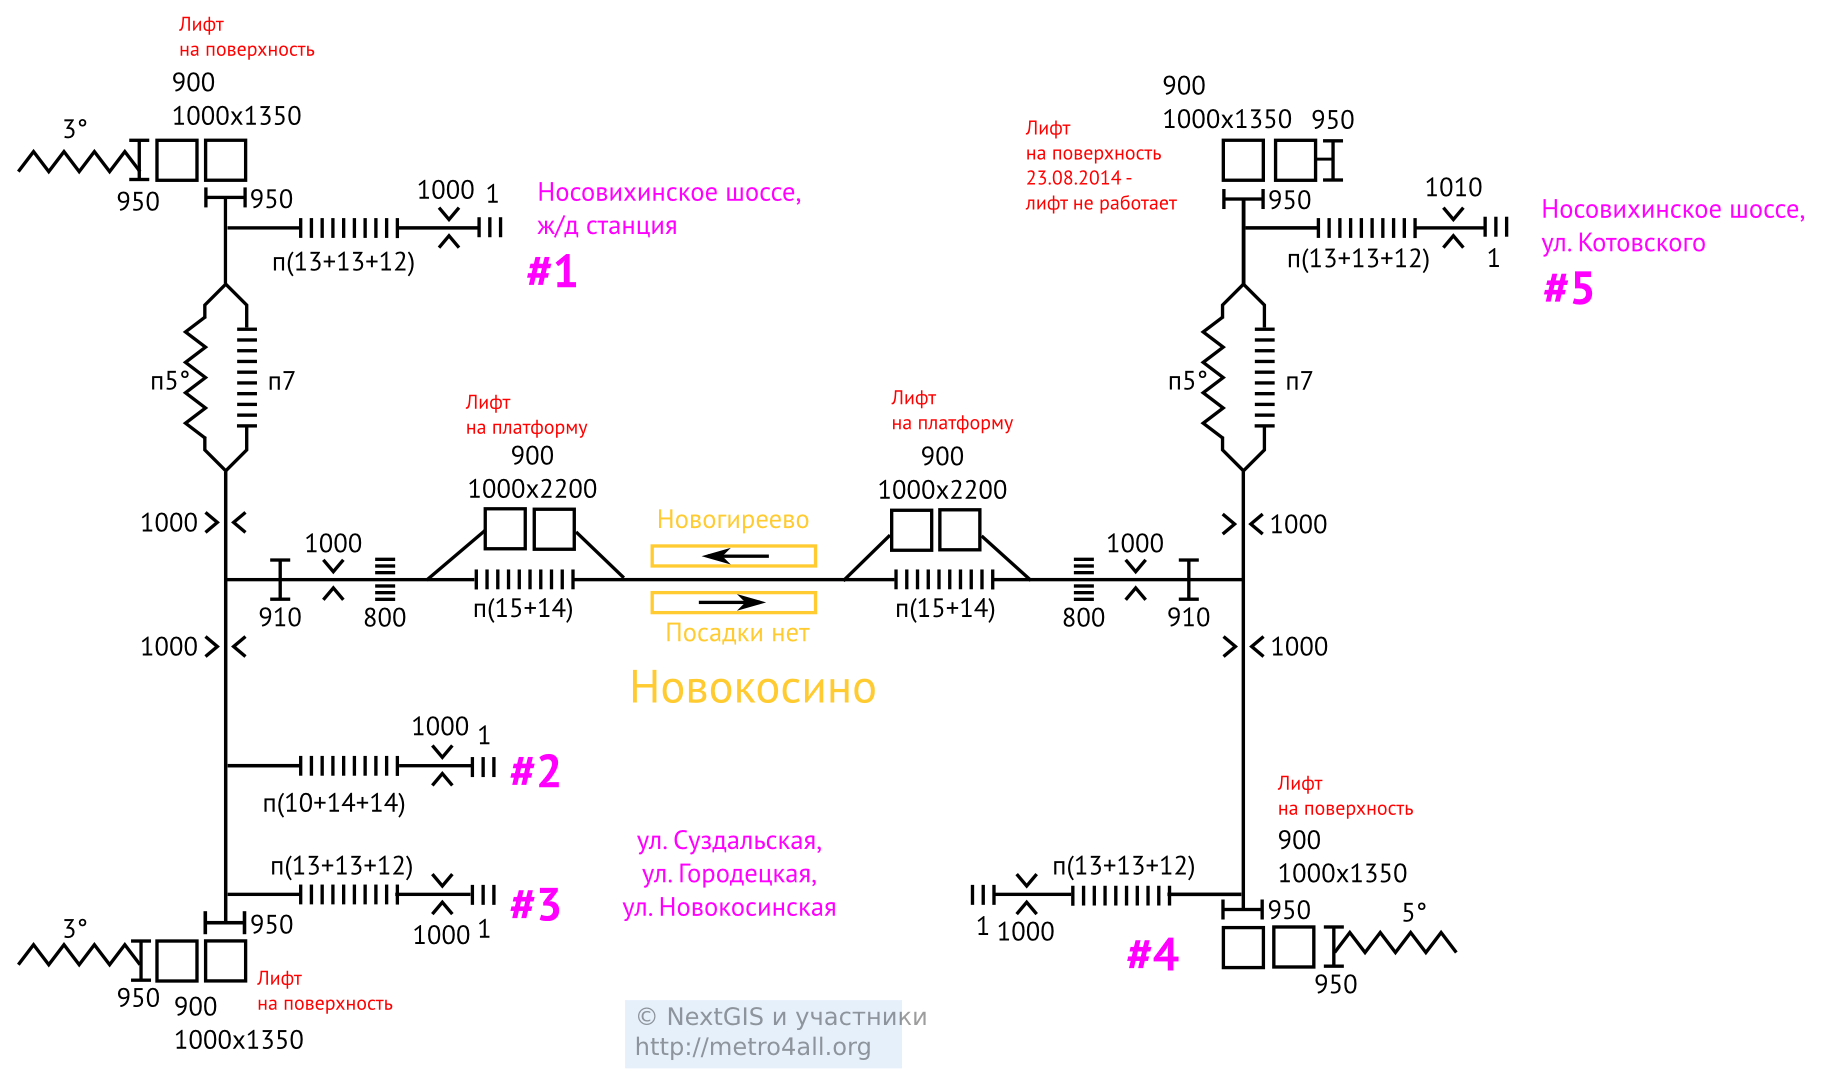 Лифт
на поверхность
900
1000x1350
3°
950
950
1000
1
Носовихинское шоссе,
ж/д станция
#1
п(13+13+12)
п5°
п7
900
1000x1350
950
Лифт
на поверхность
23.08.2014 -
лифт не работает
950
1010
1
Носовихинское шоссе,
ул. Котовского
#5
п(13+13+12)
п5°
п7
Лифт
на платформу
900
1000x2200
Лифт
на платформу
900
1000x2200
1000
1000
910
800
п(15+14)
1000
Новогиреево
Посадки нет
Новокосино
п(15+14)
1000
800
910
1000
1000
1000
1
#2
п(10+14+14)
п(13+13+12)
#3
1000
1
950
3°
950
900
1000x1350
Лифт
на поверхность
ул. Суздальская,
ул. Городецкая,
ул. Новокосинская
Лифт
на поверхность
900
1000x1350
п(13+13+12)
1
1000
#4
950
5°
950
© NextGIS и участники
http://metro4all.org